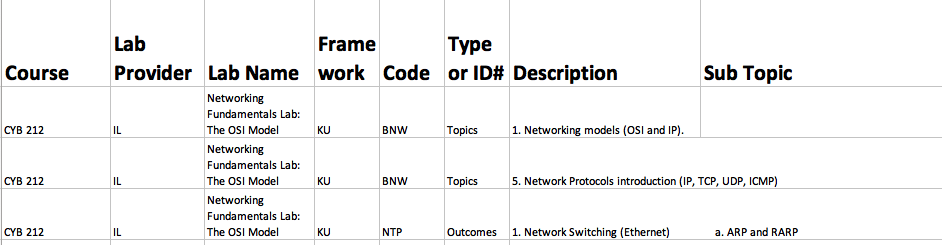 Course Lab Provider Lab Name Frame work Code Type or ID# Description Sub Topic
CYB 212 IL Networking Fundamentals Lab: The OSI Model KU BNW Topics 1. Networking models (OSI and IP).
CYB 212 IL Networking Fundamentals Lab: The OSI Model KU BNW Topics 5. Network Protocols introduction (IP, TCP, UDP, ICMP)
CYB 212 IL Networking Fundamentals Lab: The OSI Model KU NTP Outcomes 1. Network Switching (Ethernet) a. ARP and RARP